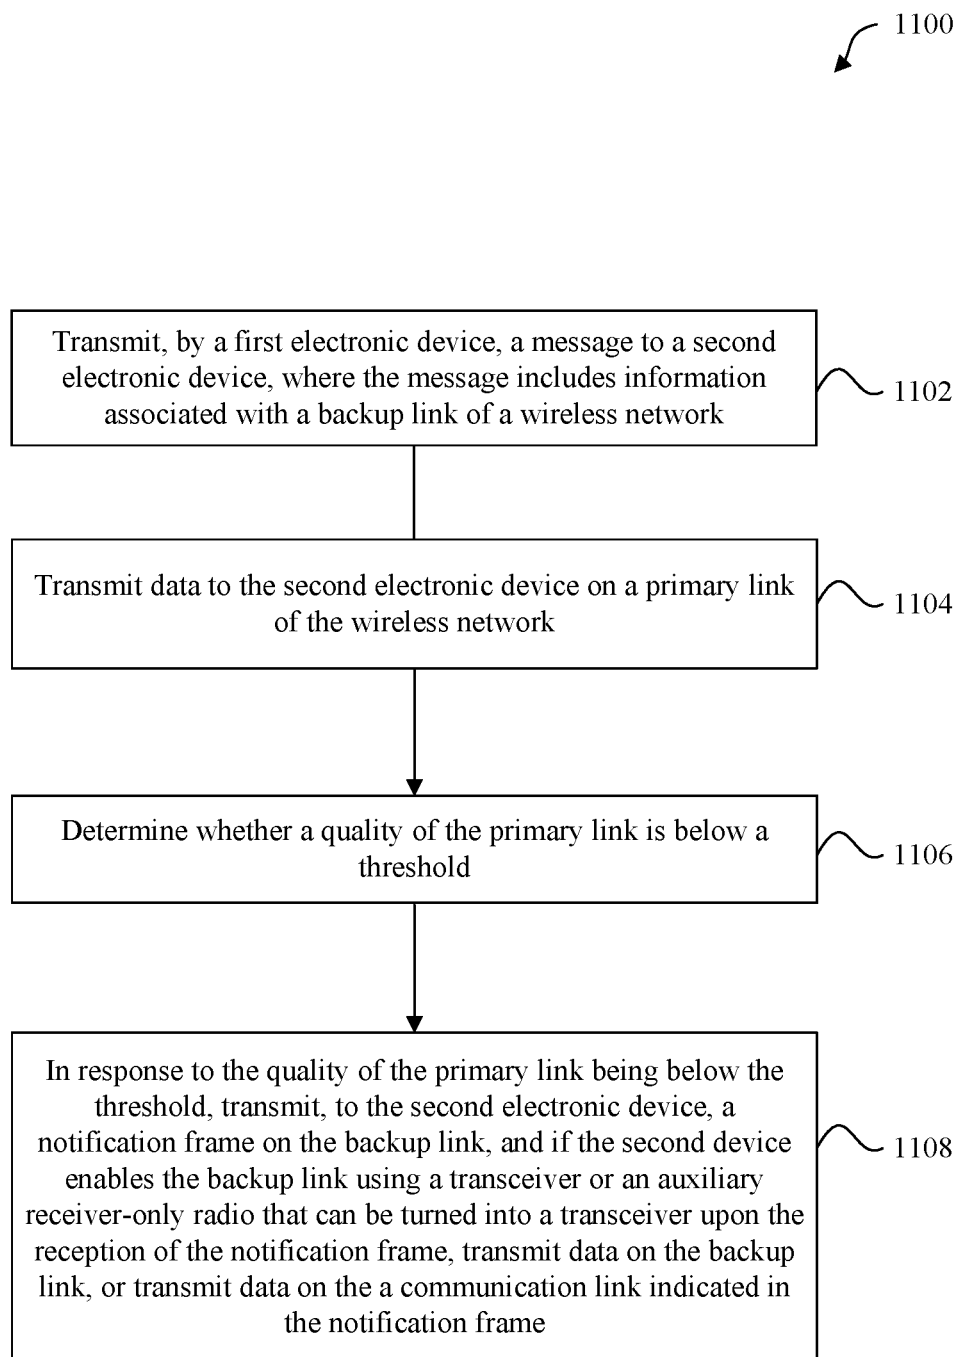 1100
Transmit, by a first electronic device, a message to a second
electronic device, where the message includes information
associated with a backup link of a wireless network
1102
Transmit data to the second electronic device on a primary link
of the wireless network
1104
Determine whether a quality of the primary link is below a
threshold
1106
In response to the quality of the primary link being below the
threshold, transmit, to the second electronic device, a
notification frame on the backup link, and if the second device
enables the backup link using a transceiver or an auxiliary
receiver-only radio that can be turned into a transceiver upon the
reception of the notification frame, transmit data on the backup
link, or transmit data on the a communication link indicated in
the notification frame
1108